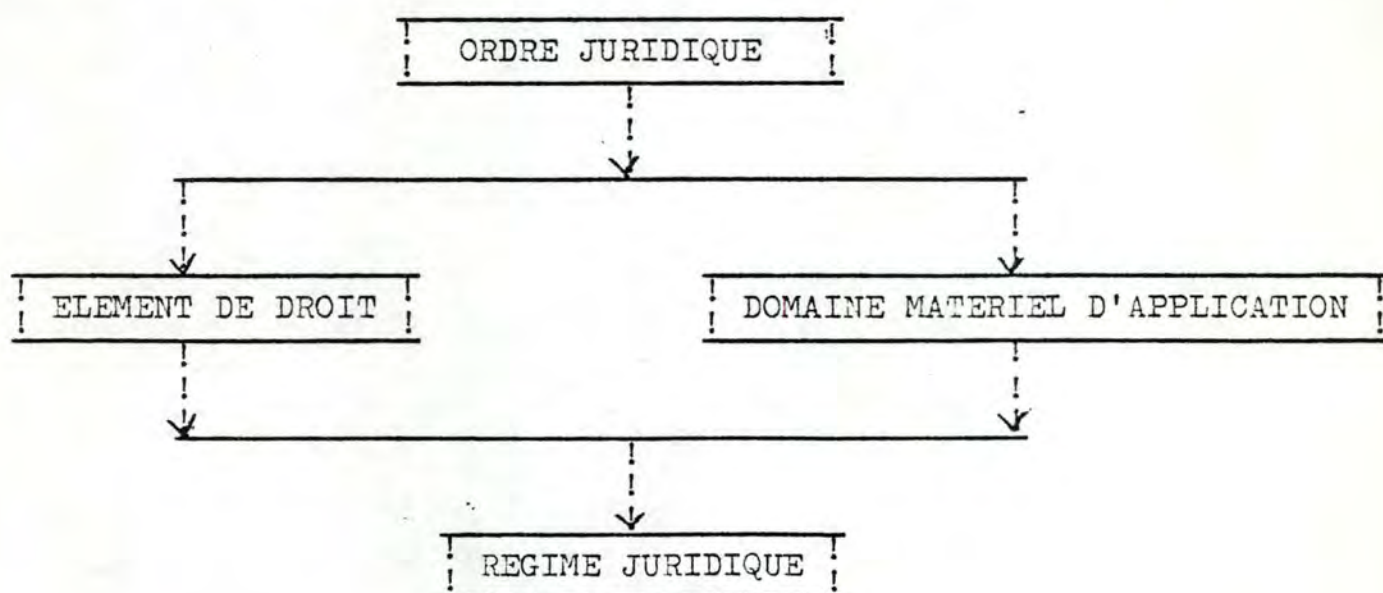 ORDRE JURIDIQUE
ELEMENT DE DROIT
DOMAINE MATERIEL D'APPLICATION
REGIME JURIDIQUE